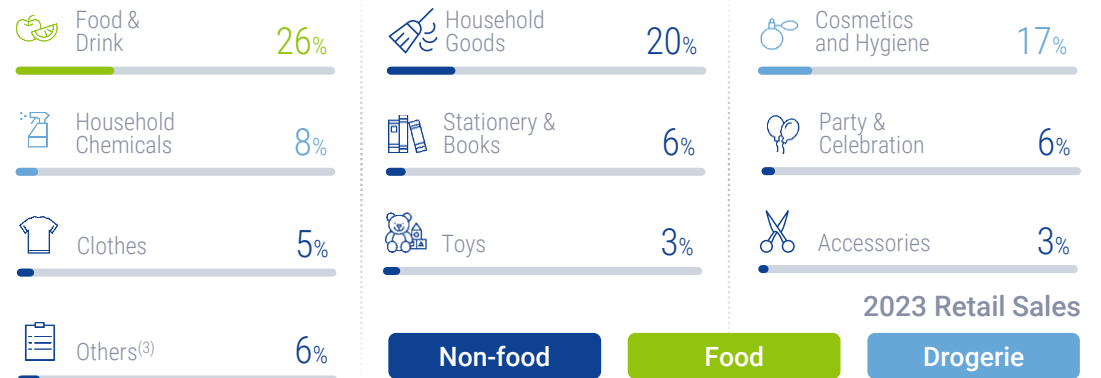 Food &
Drink
26%
Household
Goods
20%
Cosmetics
and Hygiene
17%
Household
Chemicals
8%
Stationery &
Books
6%
Party &
Celebration
6%
Clothes
5%
Toys
3%
Accessories
3%
2023 Retail Sales
Others(3)
6%
Non-food
Food
Drogerie